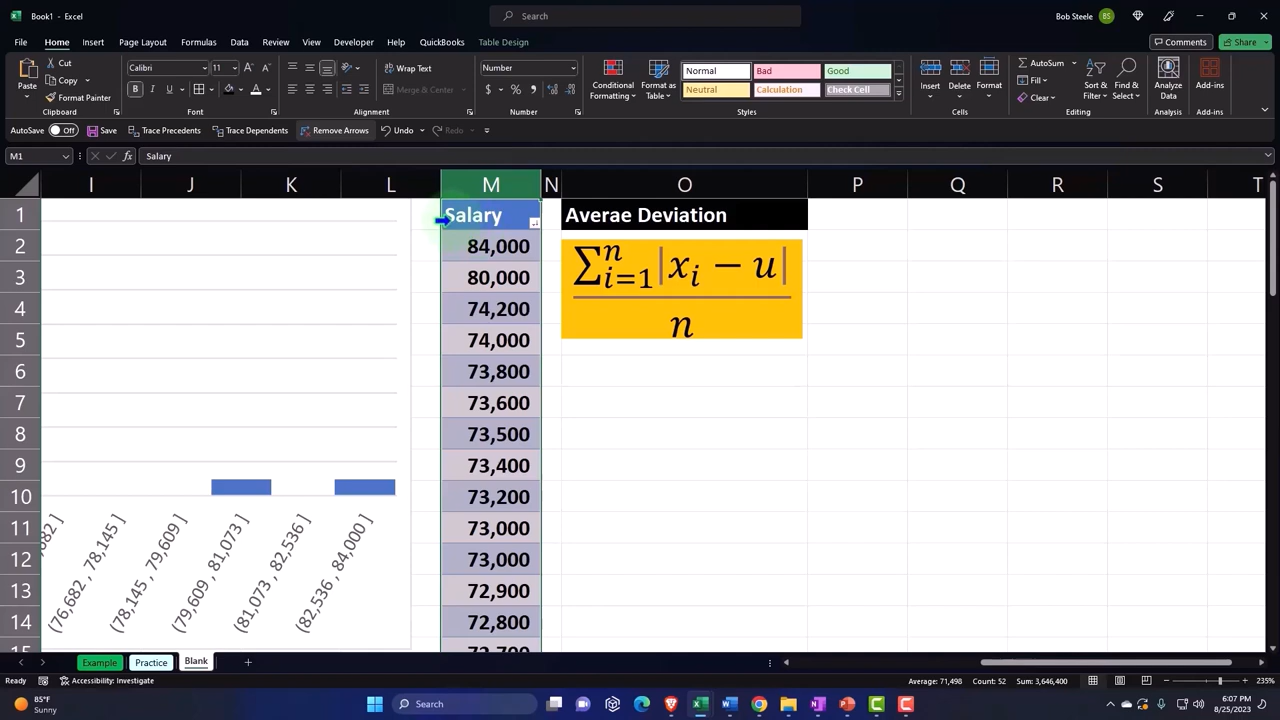 Book1 - Excel
Search
Bob Steele
BS
File
Home
Insert
Page Layout
Formulas
Data
Review
View
Developer
Help
QuickBooks
Table Design
Comments
Share
Paste
Cut
Copy
Format Painter
Clipboard
Calibri
11
Font
Wrap Text
Merge & Center
Alignment
Number
Number
Conditional Formatting
Format as Table
Normal
Bad
Good
Neutral
Calculation
Check Cell
Styles
Insert
Delete
Format
Cells
AutoSum
Fill
Clear
Sort & Filter
Find & Select
Editing
Analyze Data
Analysis
Add-ins
Add-ins
AutoSave
Off
Save
Trace Precedents
Trace Dependents
Remove Arrows
Undo
Redo
M1
fx
Salary
I J K L M N O P Q R S T
1 Salary Averae Deviation
2 84,000
3 80,000
4 74,200
5 74,000
6 73,800
7 73,600
8 73,500
9 73,400
10 73,200
11 73,000
12 73,000
13 72,900
14 72,800
15 72,700
∑ⁿᵢ₌₁|xᵢ − u|
n
,682 ]
(76,682 , 78,145 ]
(78,145 , 79,609 ]
(79,609 , 81,073 ]
(81,073 , 82,536 ]
(82,536 , 84,000 ]
Example
Practice
Blank
Ready
Accessibility: Investigate
Average: 71,498
Count: 52
Sum: 3,646,400
235%
85°F
Sunny
Search
6:07 PM
8/25/2023